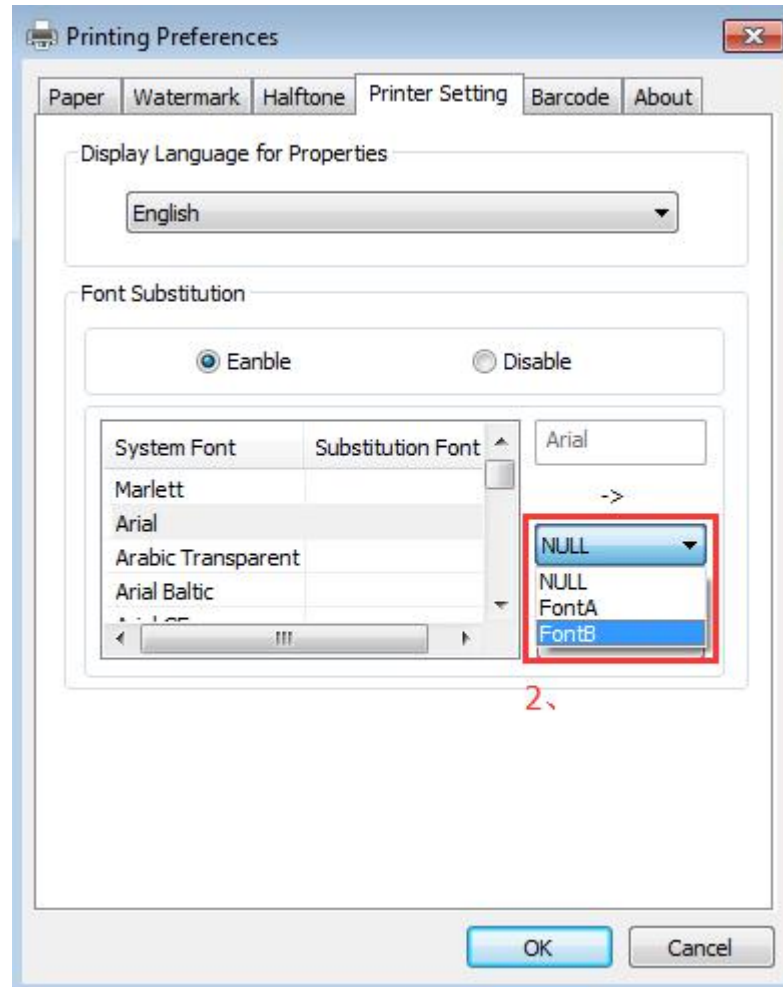 Printing Preferences
Paper Watermark Halftone Printer Setting Barcode About
Display Language for Properties
English
Font Substitution
Eanble Disable
System Font Substitution Font
Marlett
Arial
Arabic Transparent
Arial Baltic
Arial
->
NULL
NULL
FontA
FontB
2、
OK Cancel